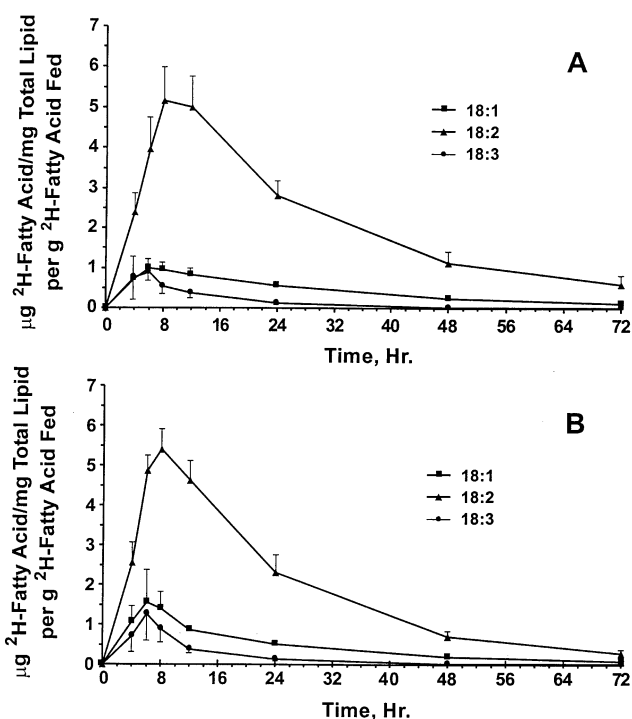 A
μg ²H-Fatty Acid/mg Total Lipid
per g ²H-Fatty Acid Fed
7
6
5
4
3
2
1
0
18:1
18:2
18:3
0 8 16 24 32 40 48 56 64 72
Time, Hr.
B
μg ²H-Fatty Acid/mg Total Lipid
per g ²H-Fatty Acid Fed
7
6
5
4
3
2
1
0
18:1
18:2
18:3
0 8 16 24 32 40 48 56 64 72
Time, Hr.